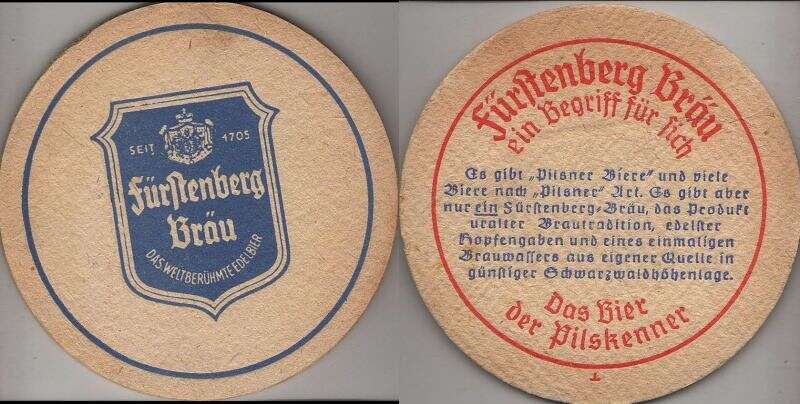 SEIT 1705
Fürstenberg
Bräu
DAS WELTBERÜHMTE EDELBIER
Fürstenberg Bräu
ein Begriff für sich
Es gibt „Pilsner Biere“ und viele
Biere nach „Pilsner“ Art. Es gibt aber
nur ein Fürstenberg-Bräu, das Produkt
uralter Brautradition, edelster
Hopfengaben und eines einmaligen
Brauwassers aus eigener Quelle in
günstiger Schwarzwaldhöhenlage.
Das Bier
der Pilskenner